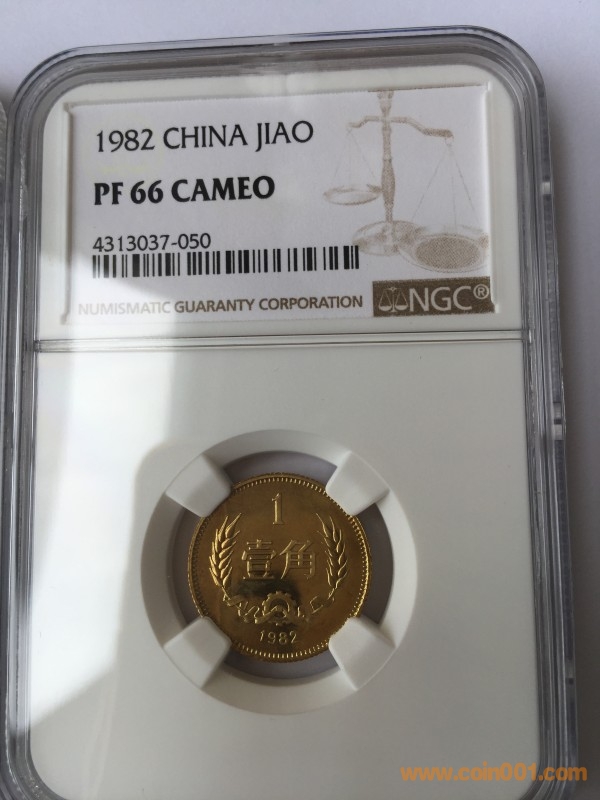 1982 CHINA JIAO
PF 66 CAMEO
4313037-050
NUMISMATIC GUARANTY CORPORATION
NGC®
1
壹角
1982
www.coin001.com